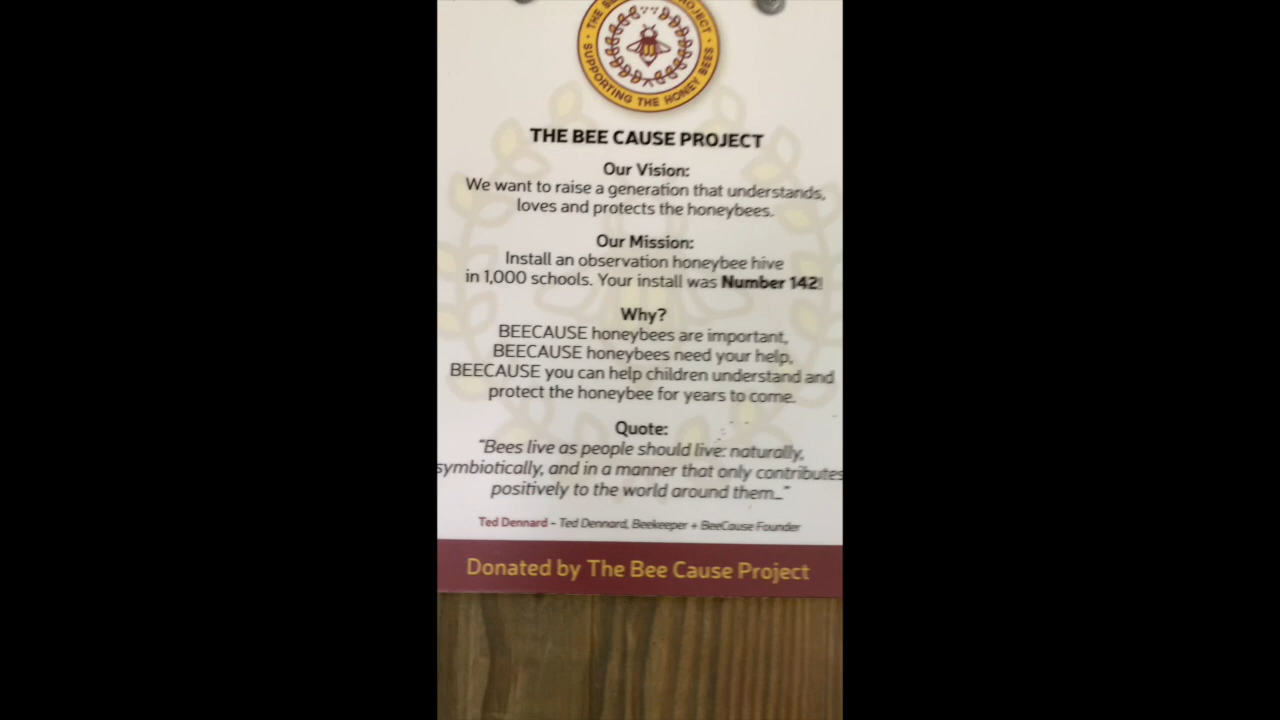 THE BEE PROJECT
SUPPORTING THE HONEY BEES
THE BEE CAUSE PROJECT
Our Vision:
We want to raise a generation that understands,
loves and protects the honeybees.
Our Mission:
Install an observation honeybee hive
in 1,000 schools. Your install was Number 142!
Why?
BEECAUSE honeybees are important,
BEECAUSE honeybees need your help,
BEECAUSE you can help children understand and
protect the honeybee for years to come.
Quote:
"Bees live as people should live: naturally,
symbiotically, and in a manner that only contributes
positively to the world around them..."
Ted Dennard - Ted Dennard, Beekeeper + BeeCause Founder
Donated by The Bee Cause Project